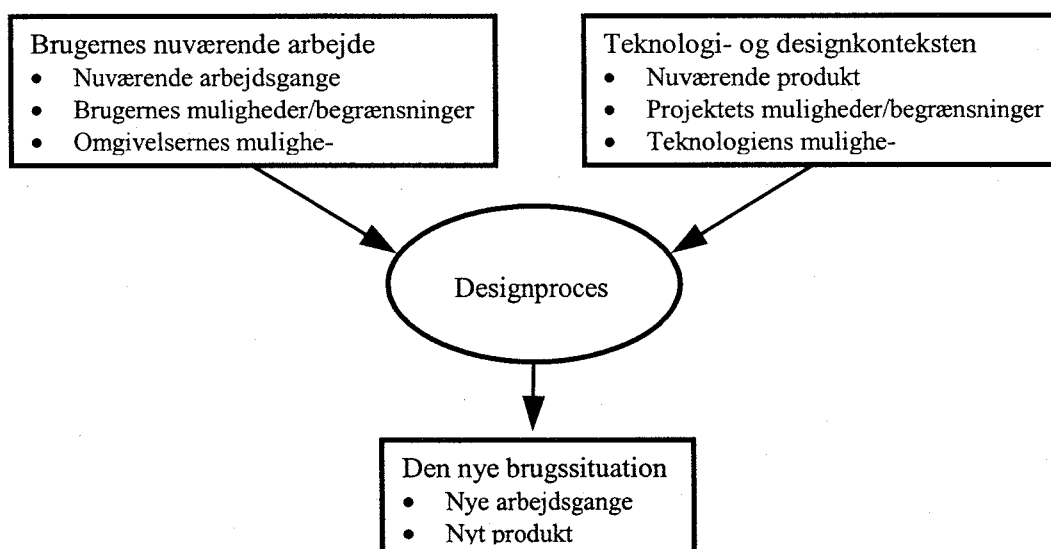 Brugernes nuværende arbejde
• Nuværende arbejdsgange
• Brugernes muligheder/begrænsninger
• Omgivelsernes mulighe-
Teknologi- og designkonteksten
• Nuværende produkt
• Projektets muligheder/begrænsninger
• Teknologiens mulighe-
Designproces
Den nye brugssituation
• Nye arbejdsgange
• Nyt produkt